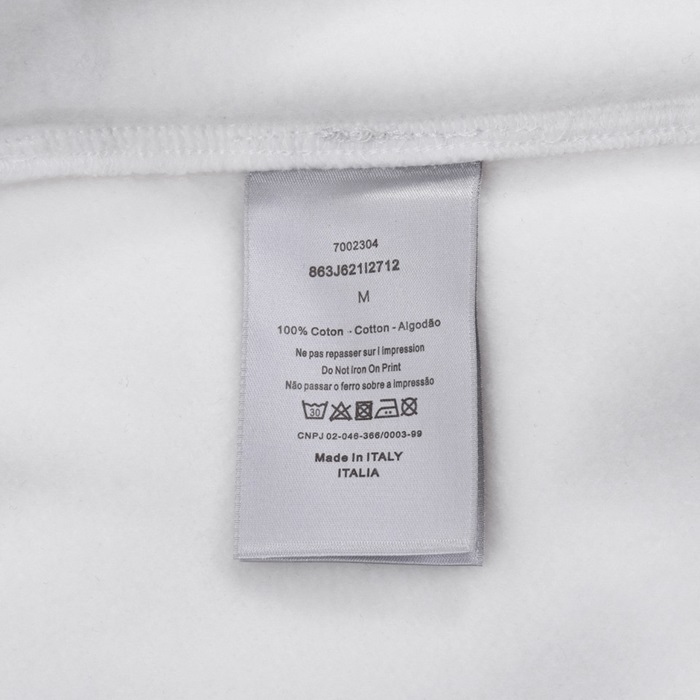 7002304
863J621I2712
M
100% Coton - Cotton - Algodão
Ne pas repasser sur l impression
Do Not Iron On Print
Não passar o ferro sobre a impressão
30
CNPJ 02-046-366/0003-99
Made In ITALY
ITALIA